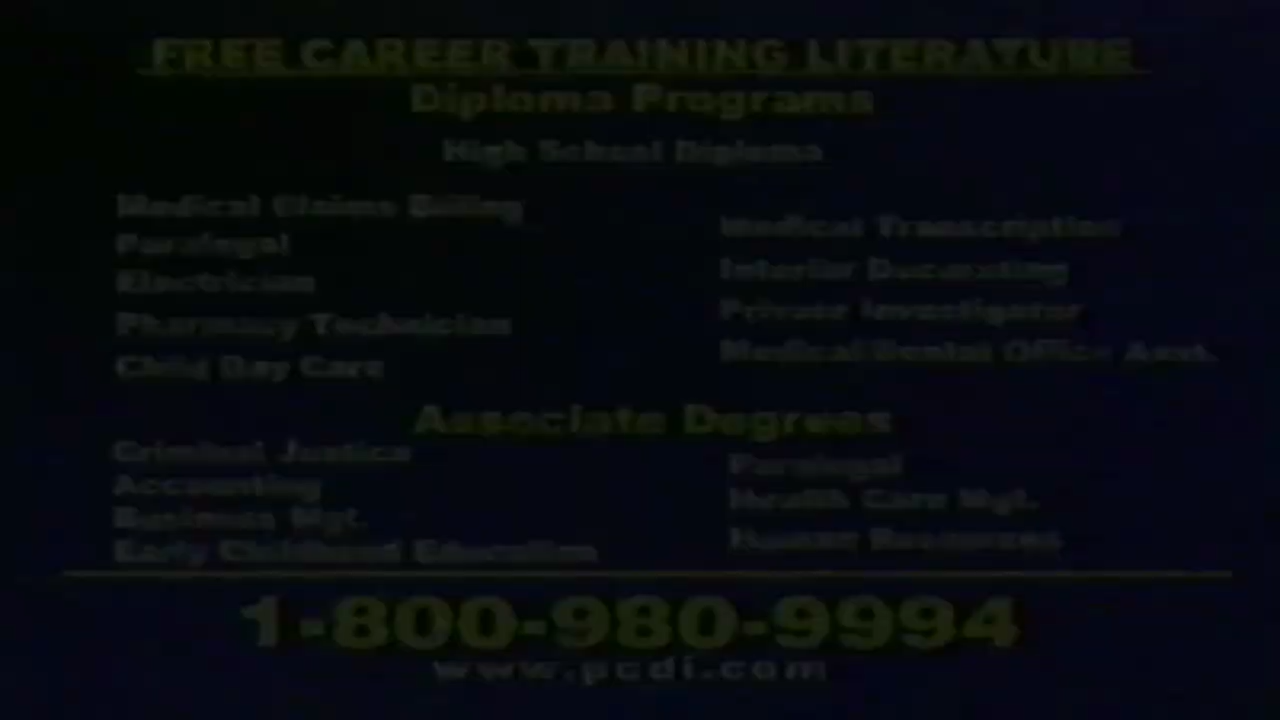 FREE CAREER TRAINING LITERATURE
Diploma Programs
High School Diploma
Medical Claims Billing
Paralegal
Electrician
Pharmacy Technician
Child Day Care
Medical Transcription
Interior Decorating
Private Investigator
Medical/Dental Office Asst.
Associate Degrees
Criminal Justice
Accounting
Business Mgt.
Early Childhood Education
Paralegal
Health Care Mgt.
Human Resources
1-800-980-9994
www.pcdi.com